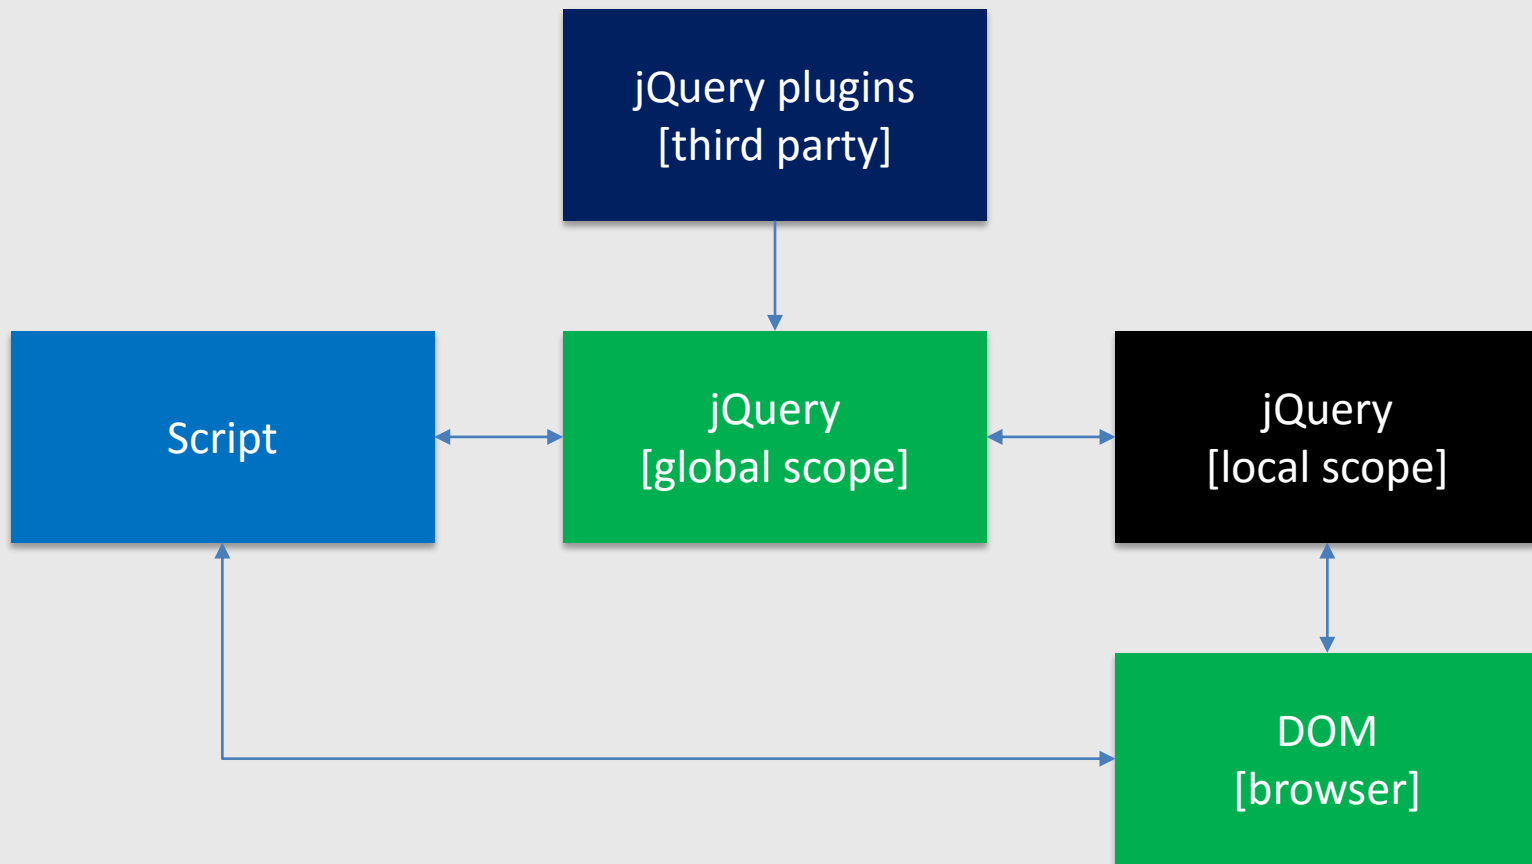 jQuery plugins
[third party]
Script
jQuery
[global scope]
jQuery
[local scope]
DOM
[browser]